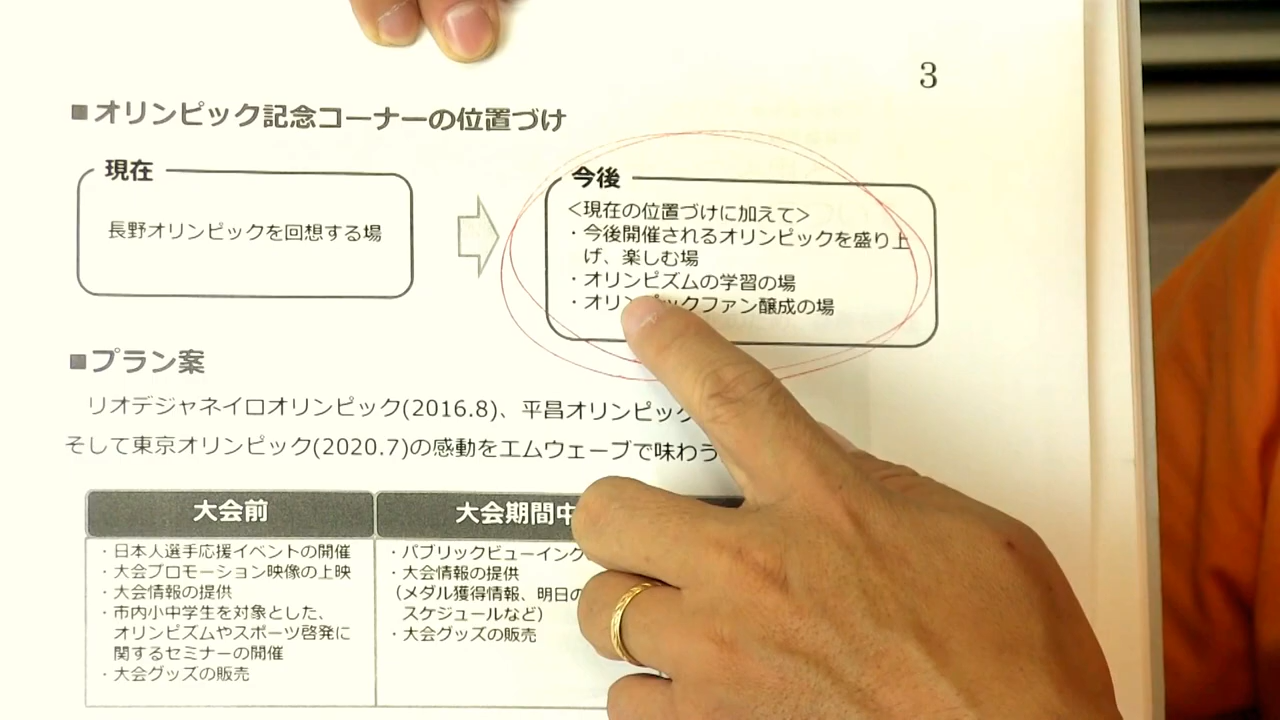 3
■オリンピック記念コーナーの位置づけ
現在
長野オリンピックを回想する場
今後
＜現在の位置づけに加えて＞
・今後開催されるオリンピックを盛り上
げ、楽しむ場
・オリンピズムの学習の場
・オリンピックファン醸成の場
■プラン案
リオデジャネイロオリンピック(2016.8)、平昌オリンピック
そして東京オリンピック(2020.7)の感動をエムウェーブで味わう
大会前
・日本人選手応援イベントの開催
・大会プロモーション映像の上映
・大会情報の提供
・市内小中学生を対象とした、
オリンピズムやスポーツ啓発に
関するセミナーの開催
・大会グッズの販売
大会期間中
・パブリックビューイング
・大会情報の提供
（メダル獲得情報、明日の
スケジュールなど）
・大会グッズの販売